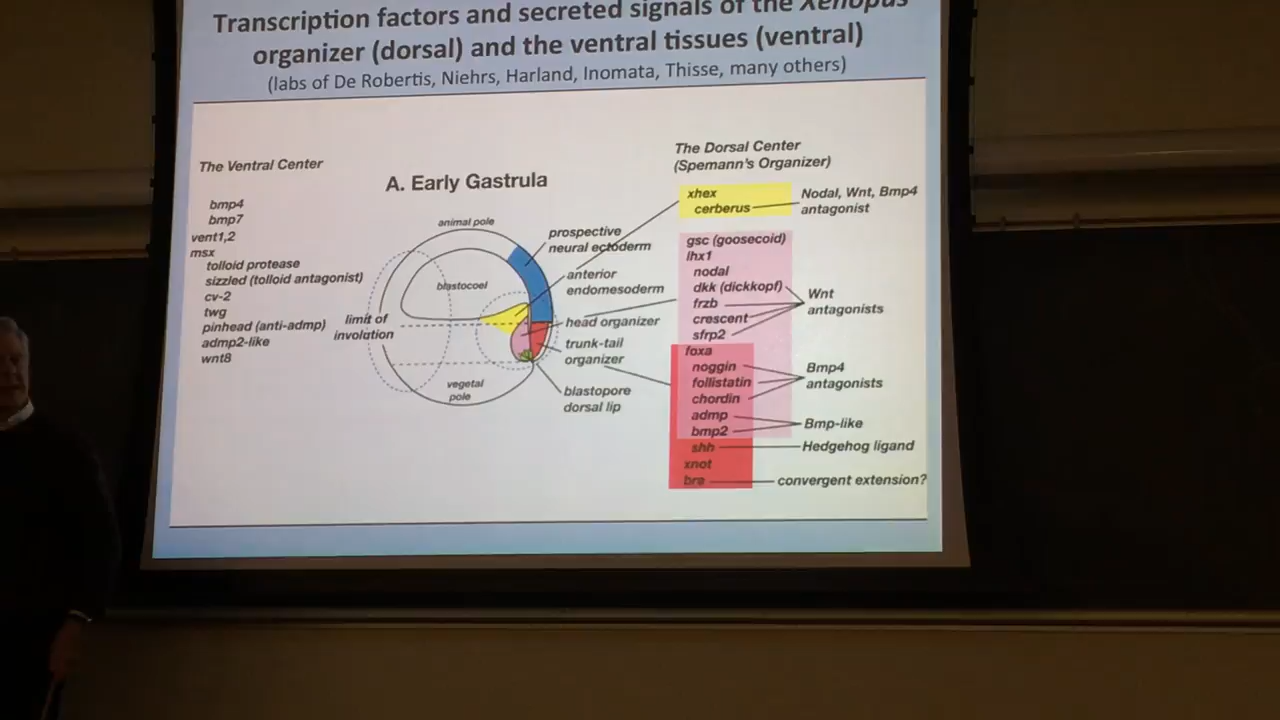 Transcription factors and secreted signals of the Xenopus
organizer (dorsal) and the ventral tissues (ventral)
(labs of De Robertis, Niehrs, Harland, Inomata, Thisse, many others)
The Ventral Center
bmp4
bmp7
vent1,2
msx
tolloid protease
sizzled (tolloid antagonist)
cv-2
twg
pinhead (anti-admp)
admp2-like
wnt8
A. Early Gastrula
animal pole
blastocoel
limit of
involation
vegetal
pole
prospective
neural ectoderm
anterior
endomesoderm
head organizer
trunk-tail
organizer
blastopore
dorsal lip
The Dorsal Center
(Spemann's Organizer)
xhex
cerberus
Nodal, Wnt, Bmp4
antagonist
gsc (goosecoid)
lhx1
nodal
dkk (dickkopf)
frzb
crescent
sfrp2
Wnt
antagonists
foxa
noggin
follistatin
chordin
Bmp4
antagonists
admp
bmp2
Bmp-like
shh
Hedgehog ligand
xnot
bra
convergent extension?